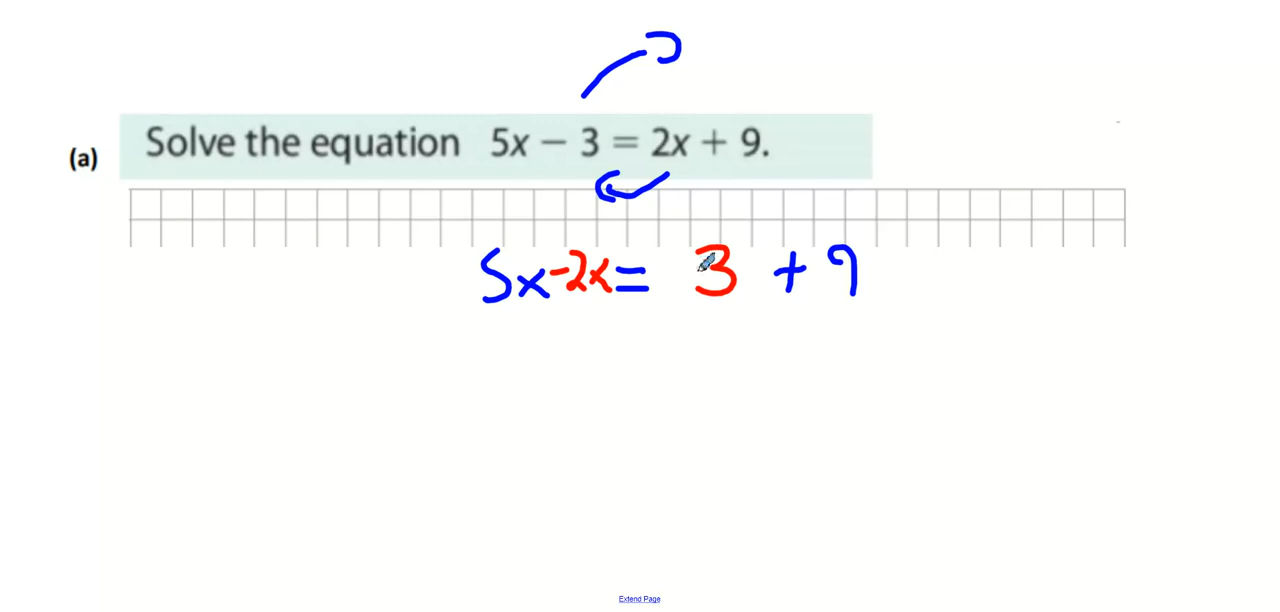 (a) Solve the equation 5x − 3 = 2x + 9.
5x -2x = 3 + 9
Extend Page